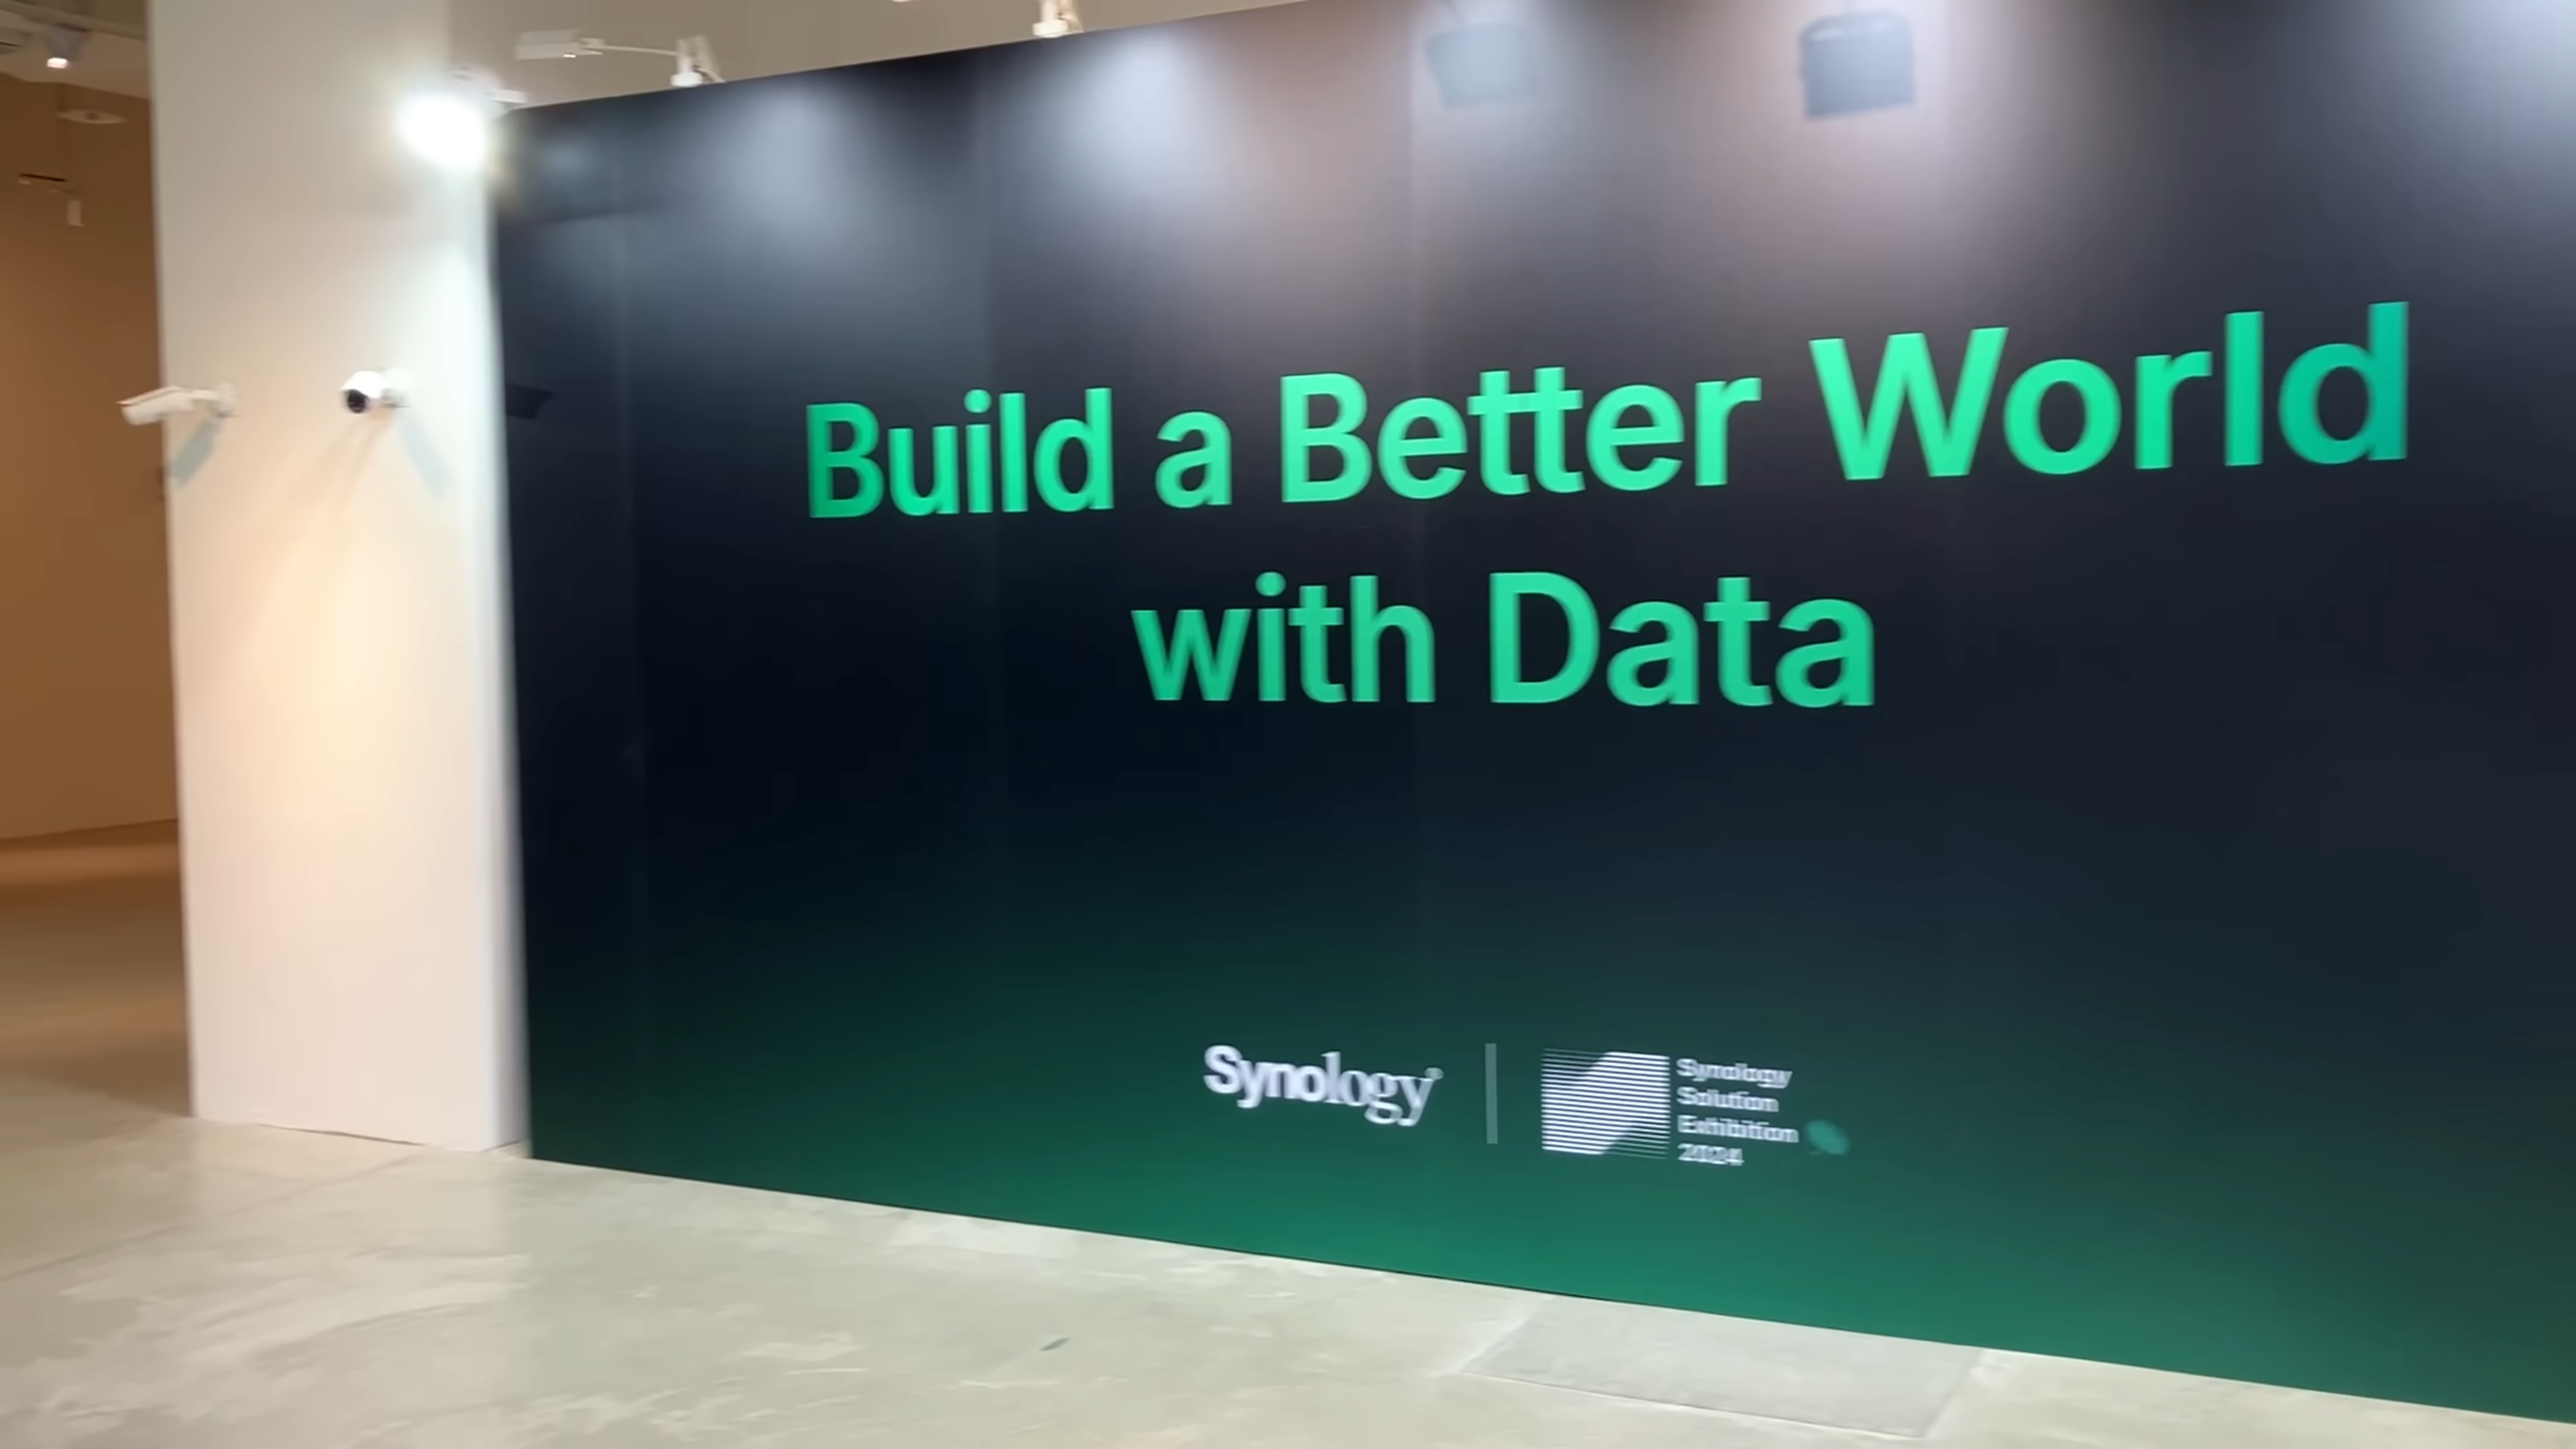 Build a Better World
with Data
Synology®
Synology
Solution
Exhibition
2024